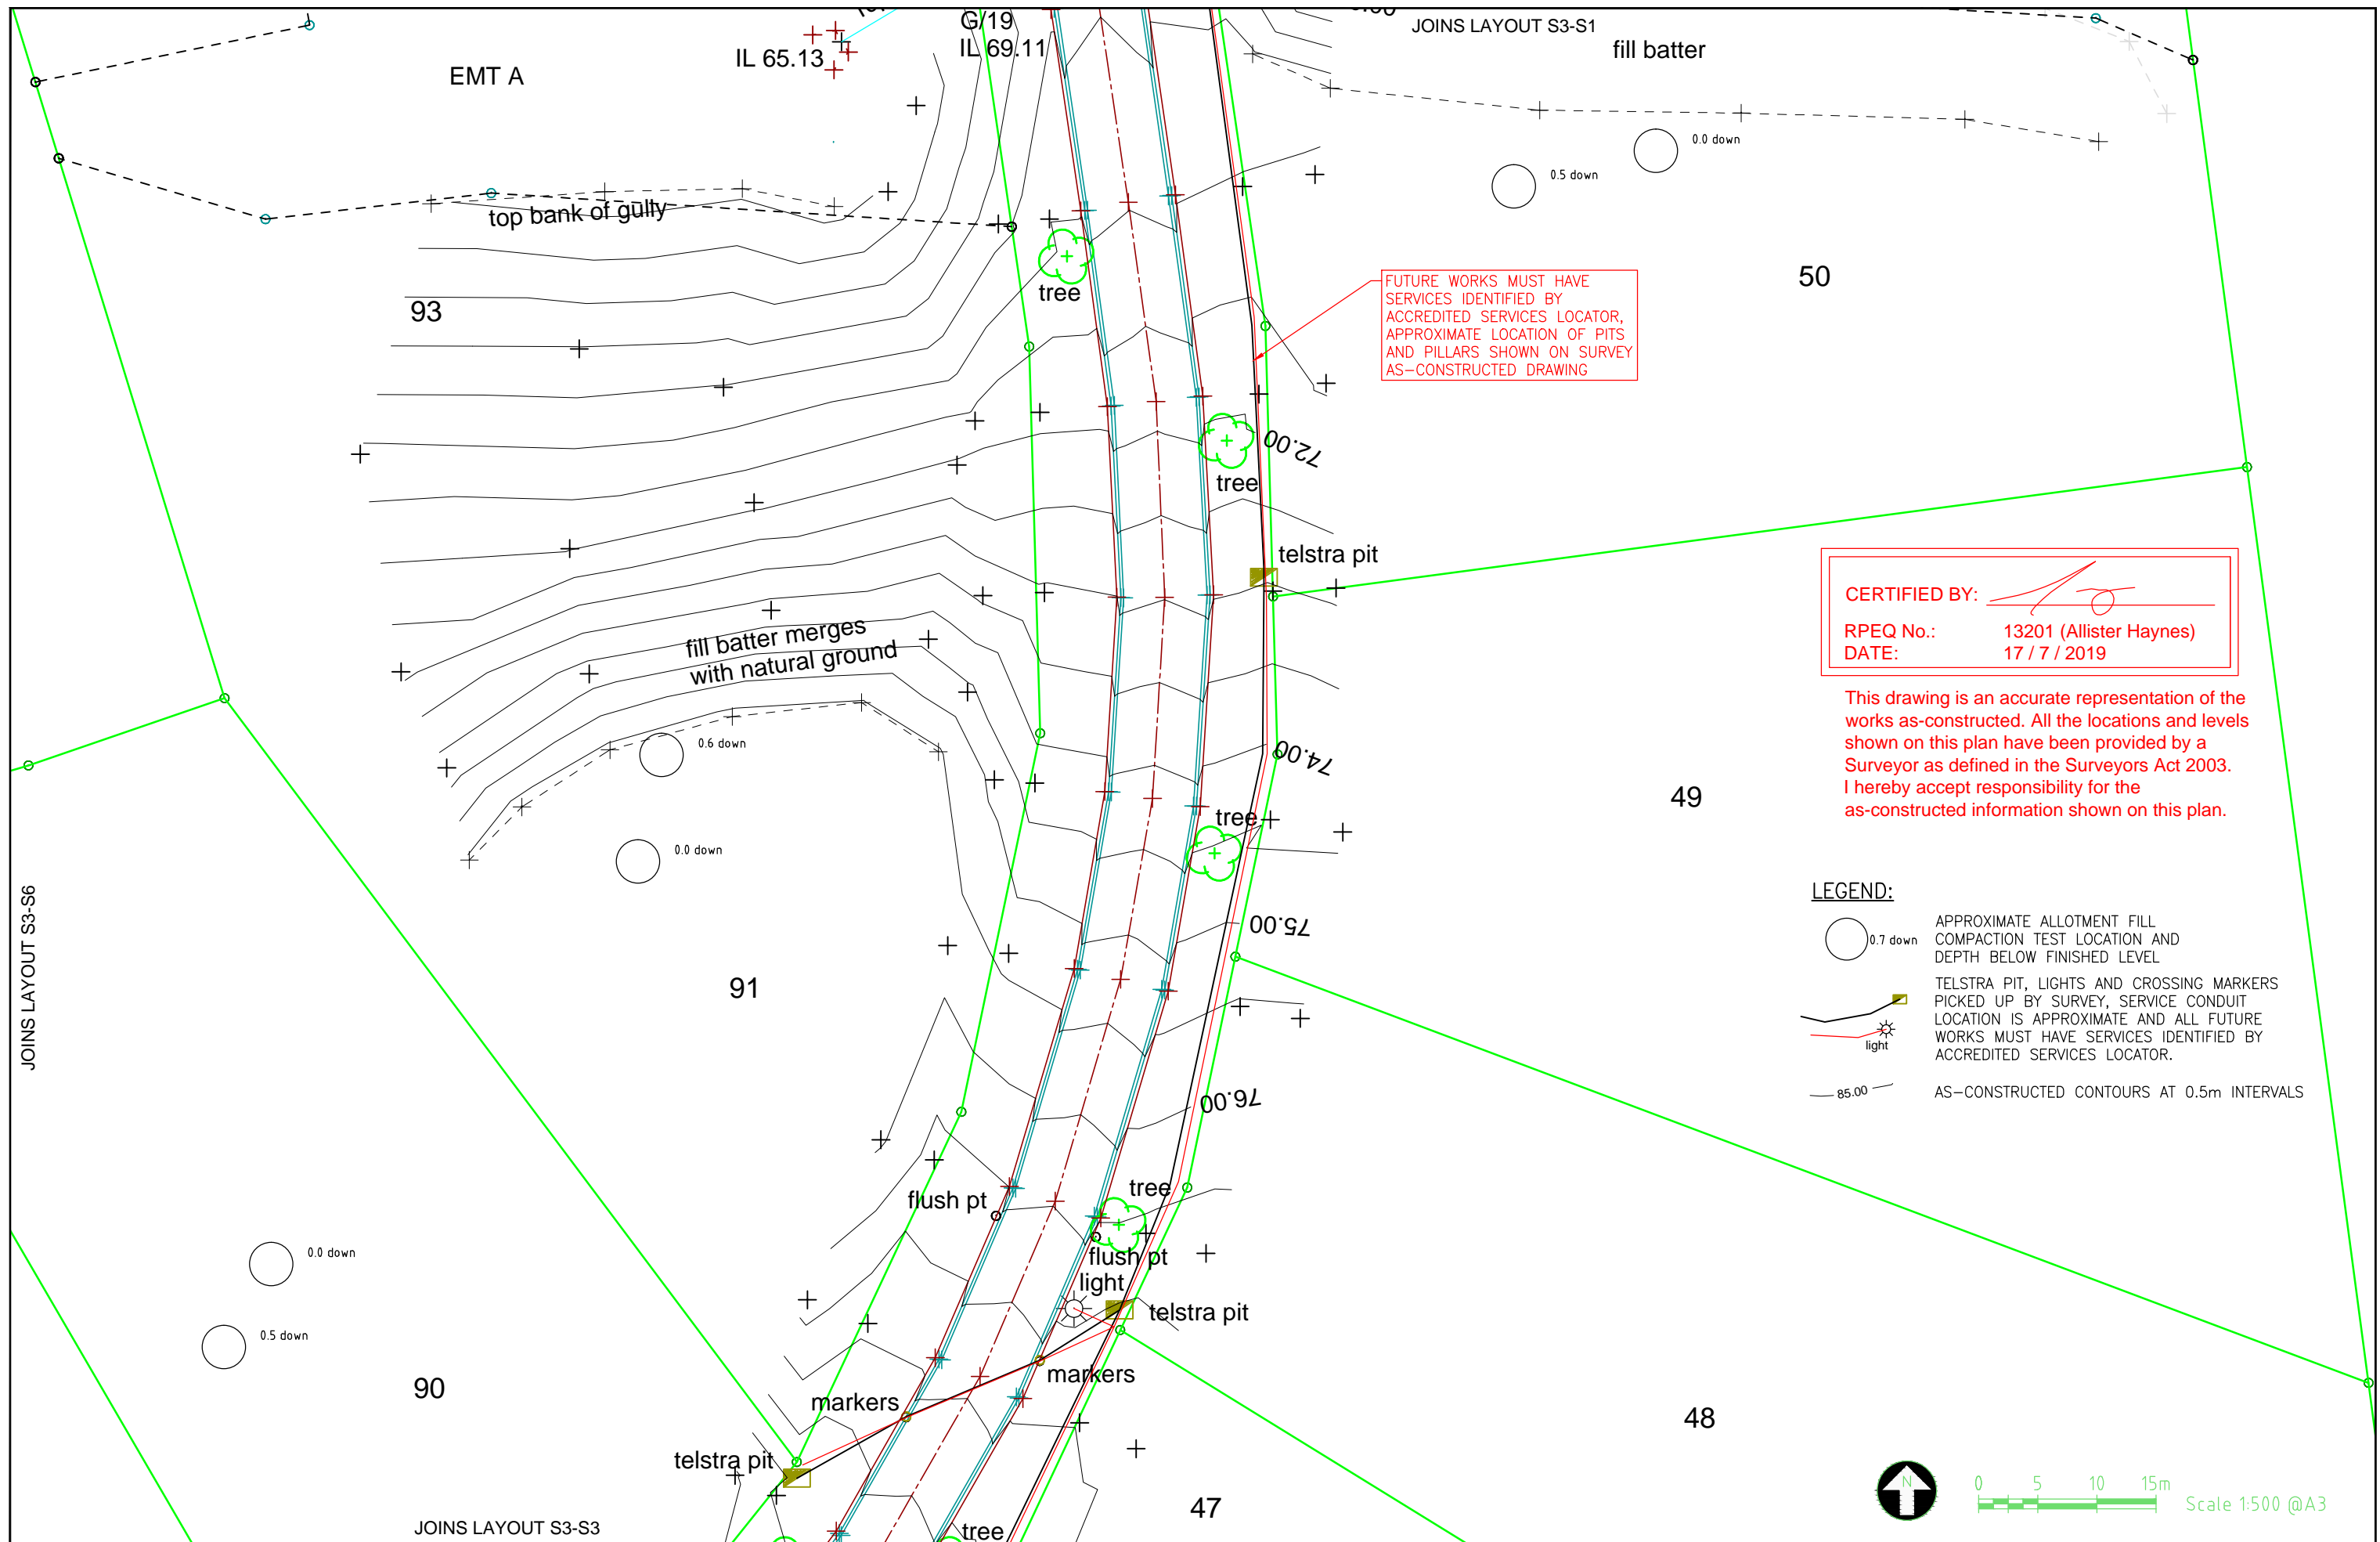 G/19
IL 69.11
IL 65.13
EMT A
JOINS LAYOUT S3-S1
fill batter
0.0 down
0.5 down
top bank of gully
tree
93
50
FUTURE WORKS MUST HAVE
SERVICES IDENTIFIED BY
ACCREDITED SERVICES LOCATOR,
APPROXIMATE LOCATION OF PITS
AND PILLARS SHOWN ON SURVEY
AS-CONSTRUCTED DRAWING
72.00
tree
telstra pit
fill batter merges
with natural ground
CERTIFIED BY:
RPEQ No.: 13201 (Allister Haynes)
DATE: 17 / 7 / 2019
This drawing is an accurate representation of the
works as-constructed. All the locations and levels
shown on this plan have been provided by a
Surveyor as defined in the Surveyors Act 2003.
I hereby accept responsibility for the
as-constructed information shown on this plan.
0.6 down
74.00
49
tree
0.0 down
75.00
JOINS LAYOUT S3-S6
91
LEGEND:
0.7 down
APPROXIMATE ALLOTMENT FILL
COMPACTION TEST LOCATION AND
DEPTH BELOW FINISHED LEVEL
TELSTRA PIT, LIGHTS AND CROSSING MARKERS
PICKED UP BY SURVEY, SERVICE CONDUIT
LOCATION IS APPROXIMATE AND ALL FUTURE
WORKS MUST HAVE SERVICES IDENTIFIED BY
ACCREDITED SERVICES LOCATOR.
light
85.00
AS-CONSTRUCTED CONTOURS AT 0.5m INTERVALS
76.00
tree
flush pt
flush pt
light
telstra pit
0.0 down
0.5 down
90
markers
markers
48
telstra pit
47
tree
JOINS LAYOUT S3-S3
N
0 5 10 15m
Scale 1:500 @A3